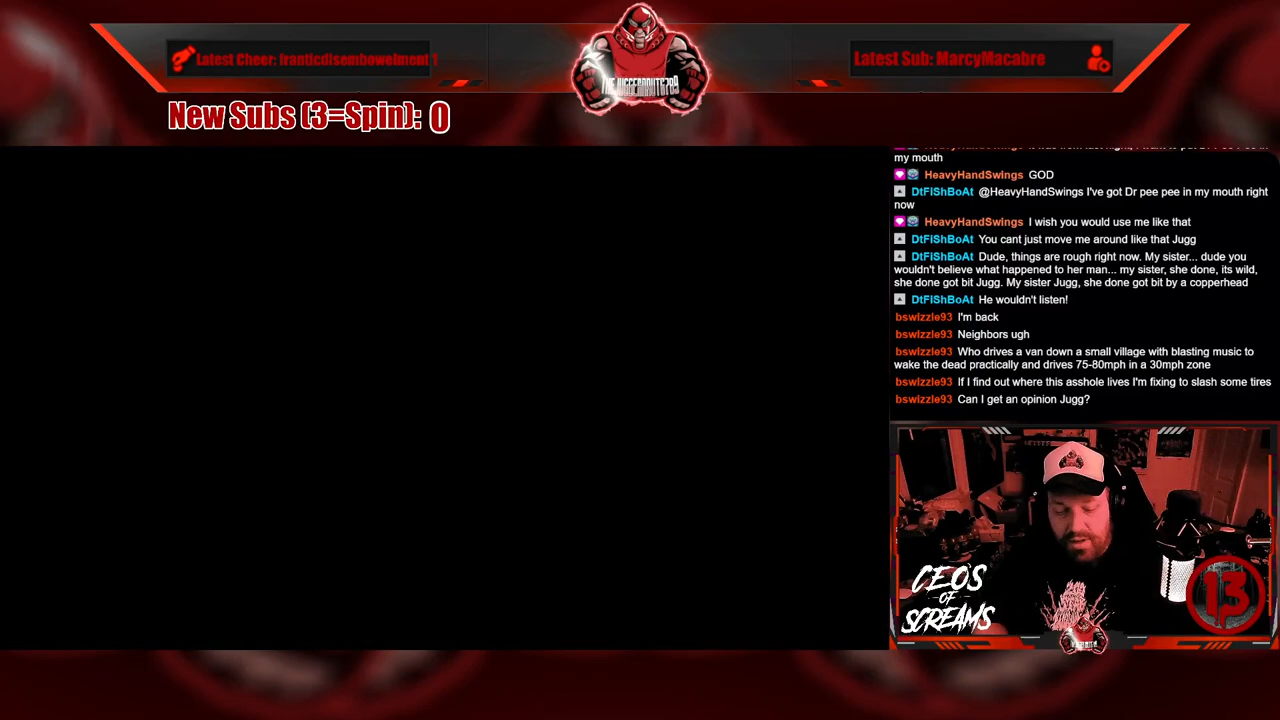 Latest Cheer: franticdisembowelment 1
THEJUGGERNAUT6789
Latest Sub: MarcyMacabre
New Subs (3=Spin): 0
my mouth
HeavyHandSwings GOD
DtFiShBoAt @HeavyHandSwings I've got Dr pee pee in my mouth right
now
HeavyHandSwings I wish you would use me like that
DtFiShBoAt You cant just move me around like that Jugg
DtFiShBoAt Dude, things are rough right now. My sister... dude you
wouldn't believe what happened to her man... my sister, she done, its wild,
she done got bit Jugg. My sister Jugg, she done got bit by a copperhead
DtFiShBoAt He wouldn't listen!
bswizzle93 I'm back
bswizzle93 Neighbors ugh
bswizzle93 Who drives a van down a small village with blasting music to
wake the dead practically and drives 75-80mph in a 30mph zone
bswizzle93 If I find out where this asshole lives I'm fixing to slash some tires
bswizzle93 Can I get an opinion Jugg?
CEOS
OF
SCREAMS
13